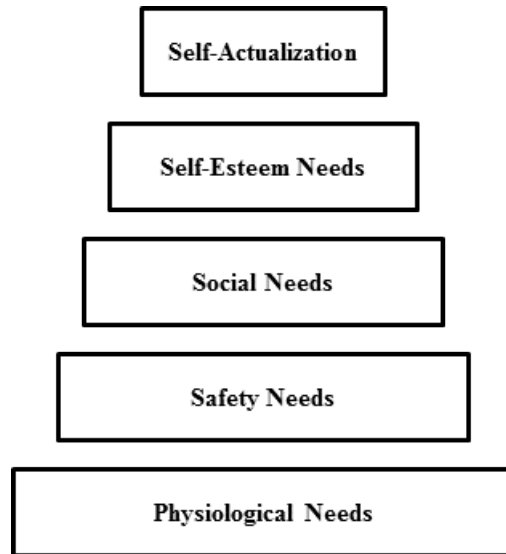 Self-Actualization
Self-Esteem Needs
Social Needs
Safety Needs
Physiological Needs